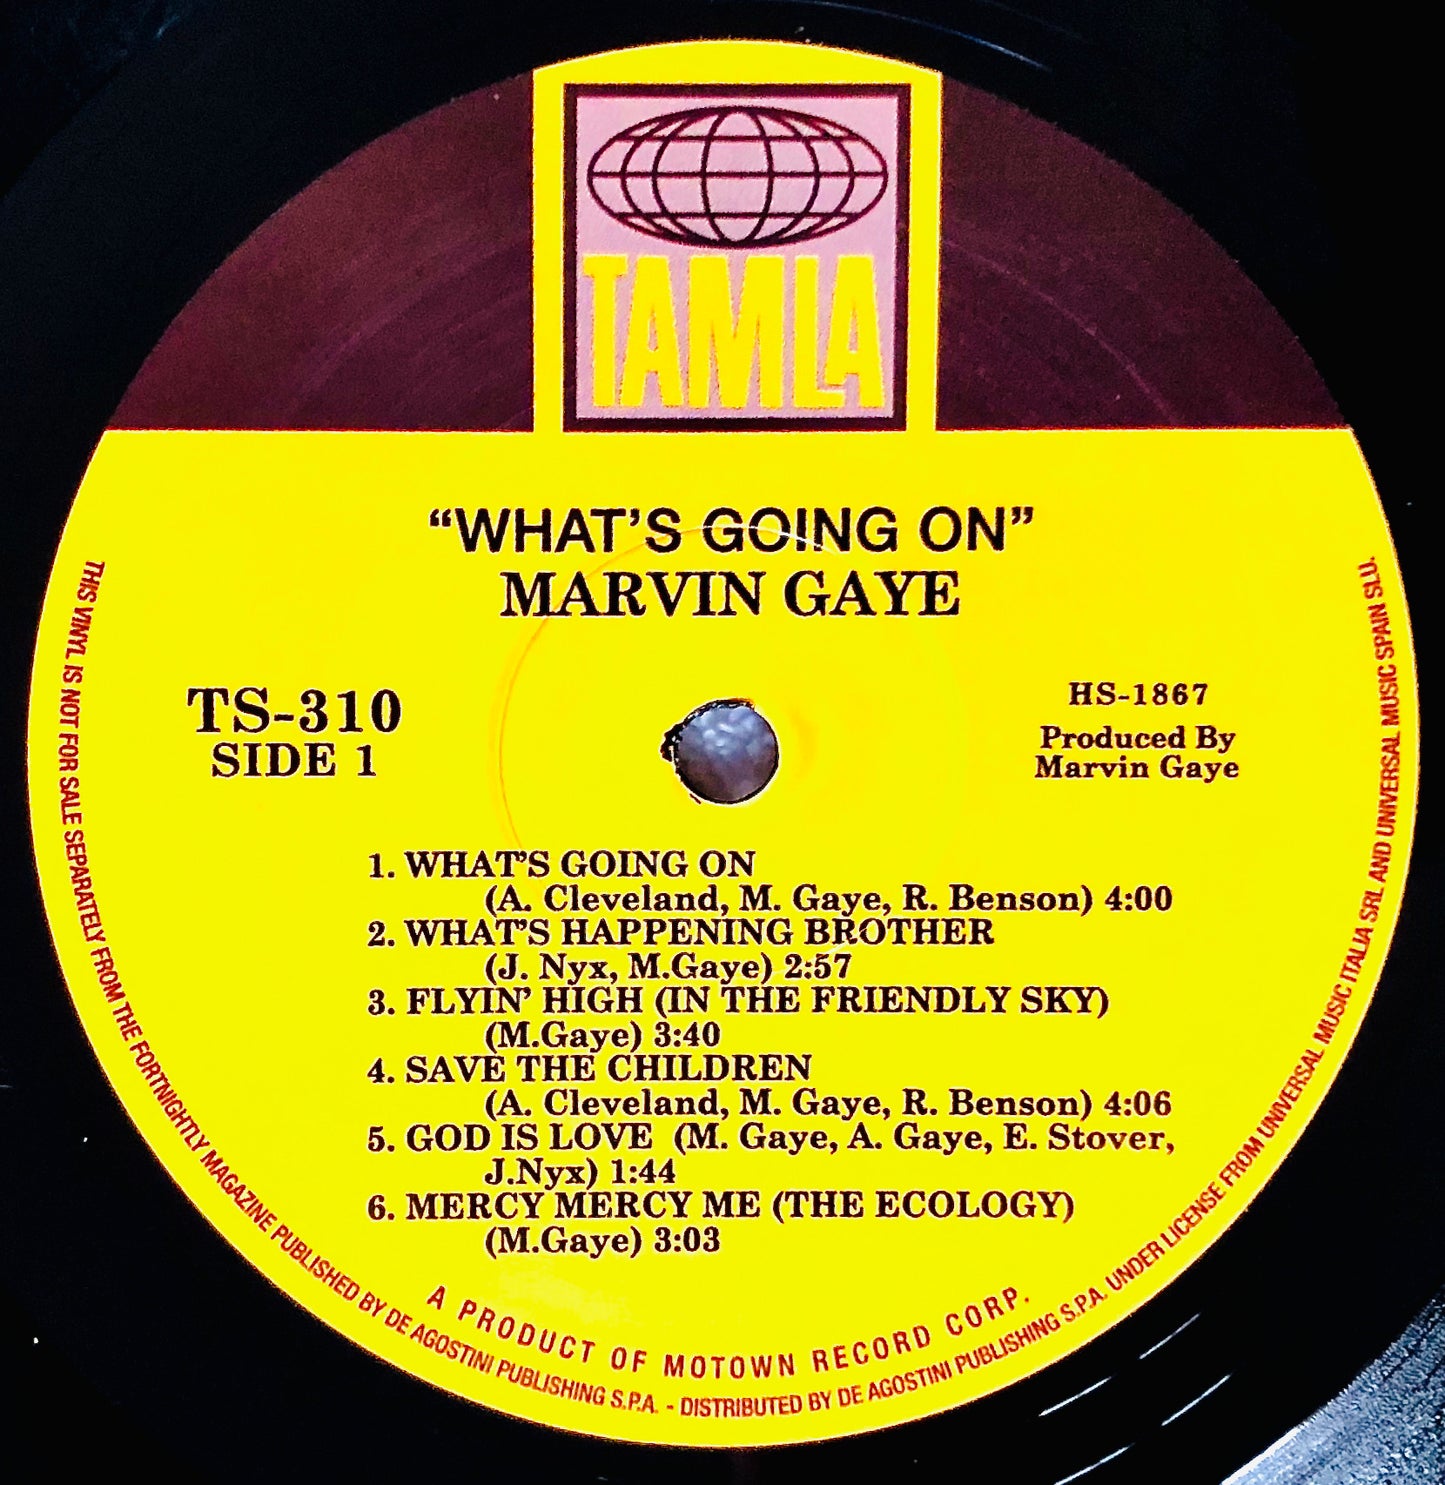 TAMLA
“WHAT’S GOING ON”
MARVIN GAYE
TS-310
SIDE 1
HS-1867
Produced By
Marvin Gaye
1. WHAT'S GOING ON
(A. Cleveland, M. Gaye, R. Benson) 4:00
2. WHAT'S HAPPENING BROTHER
(J. Nyx, M.Gaye) 2:57
3. FLYIN' HIGH (IN THE FRIENDLY SKY)
(M.Gaye) 3:40
4. SAVE THE CHILDREN
(A. Cleveland, M. Gaye, R. Benson) 4:06
5. GOD IS LOVE (M. Gaye, A. Gaye, E. Stover,
J.Nyx) 1:44
6. MERCY MERCY ME (THE ECOLOGY)
(M.Gaye) 3:03
A PRODUCT OF MOTOWN RECORD CORP.
THIS VINYL IS NOT FOR SALE SEPARATELY FROM THE FORTNIGHTLY MAGAZINE PUBLISHED BY DE AGOSTINI PUBLISHING S.P.A. - DISTRIBUTED BY DE AGOSTINI PUBLISHING S.P.A. UNDER LICENSE FROM UNIVERSAL MUSIC ITALIA SRL AND UNIVERSAL MUSIC SPAIN SLU.